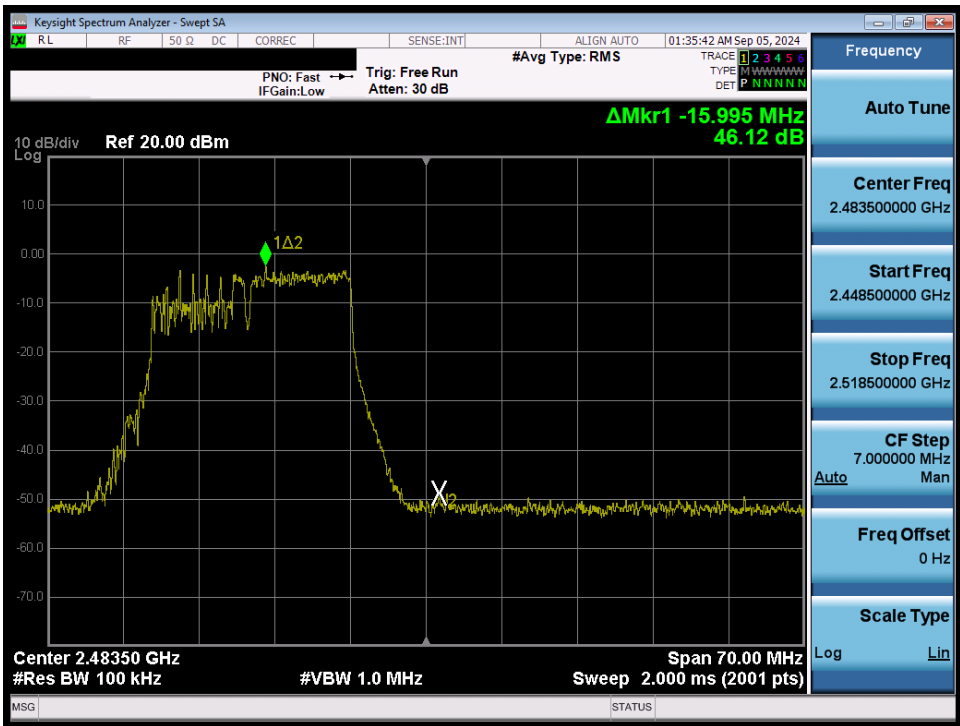 Keysight Spectrum Analyzer - Swept SA
LXI RL RF 50 Ω DC CORREC SENSE:INT ALIGN AUTO 01:35:42 AM Sep 05, 2024
PNO: Fast
IFGain:Low
Trig: Free Run
Atten: 30 dB
#Avg Type: RMS
TRACE 1 2 3 4 5 6
TYPE M WWWWW
DET P N N N N N
ΔMkr1 -15.995 MHz
46.12 dB
10 dB/div Ref 20.00 dBm
Log
10.0
0.00
-10.0
-20.0
-30.0
-40.0
-50.0
-60.0
-70.0
1Δ2
X2
Center 2.48350 GHz Span 70.00 MHz
#Res BW 100 kHz #VBW 1.0 MHz Sweep 2.000 ms (2001 pts)
MSG STATUS
Frequency
Auto Tune
Center Freq
2.483500000 GHz
Start Freq
2.448500000 GHz
Stop Freq
2.518500000 GHz
CF Step
7.000000 MHz
Auto Man
Freq Offset
0 Hz
Scale Type
Log Lin